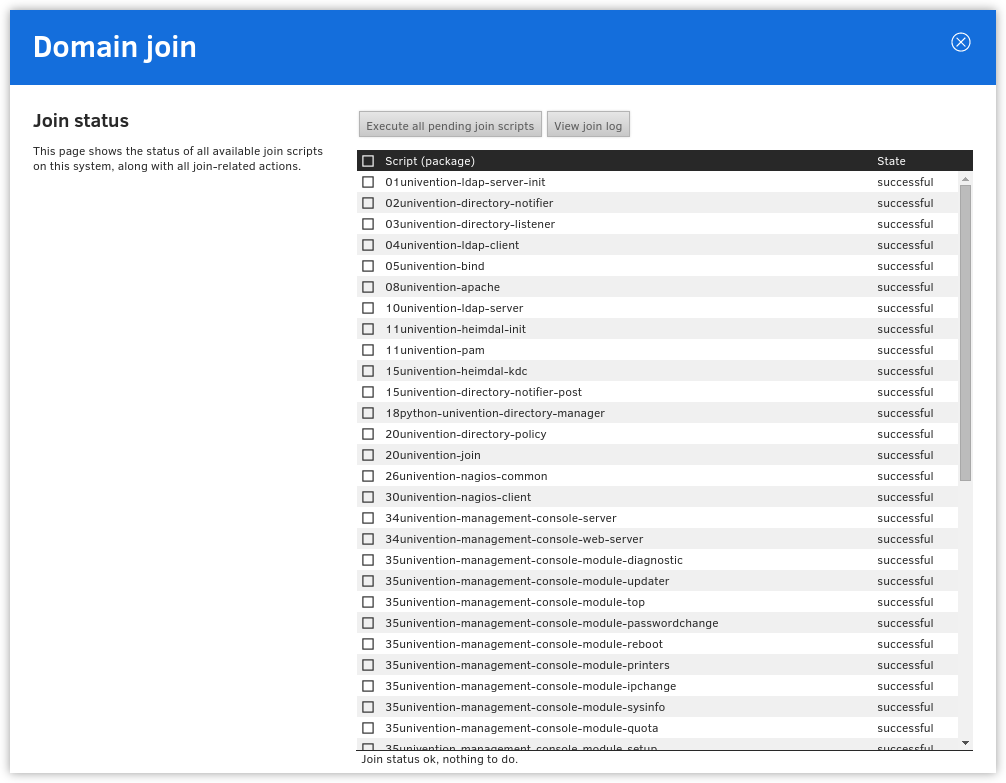 Domain join
Join status
This page shows the status of all available join scripts
on this system, along with all join-related actions.
Execute all pending join scripts View join log
Script (package) State
01univention-ldap-server-init successful
02univention-directory-notifier successful
03univention-directory-listener successful
04univention-ldap-client successful
05univention-bind successful
08univention-apache successful
10univention-ldap-server successful
11univention-heimdal-init successful
11univention-pam successful
15univention-heimdal-kdc successful
15univention-directory-notifier-post successful
18python-univention-directory-manager successful
20univention-directory-policy successful
20univention-join successful
26univention-nagios-common successful
30univention-nagios-client successful
34univention-management-console-server successful
34univention-management-console-web-server successful
35univention-management-console-module-diagnostic successful
35univention-management-console-module-updater successful
35univention-management-console-module-top successful
35univention-management-console-module-passwordchange successful
35univention-management-console-module-reboot successful
35univention-management-console-module-printers successful
35univention-management-console-module-ipchange successful
35univention-management-console-module-sysinfo successful
35univention-management-console-module-quota successful
35univention-management-console-module-setup successful
Join status ok, nothing to do.